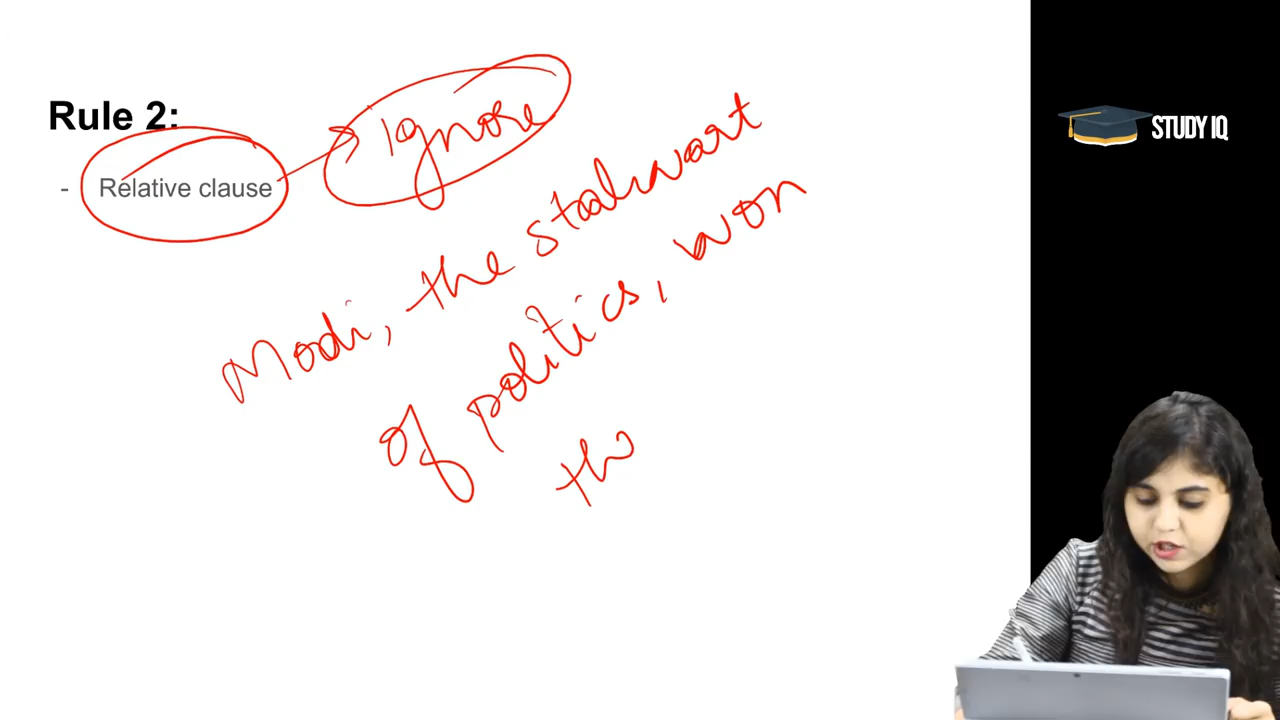 Rule 2:
Ignore
- Relative clause
Modi, the stalwart
of politics, won
the
STUDY IQ